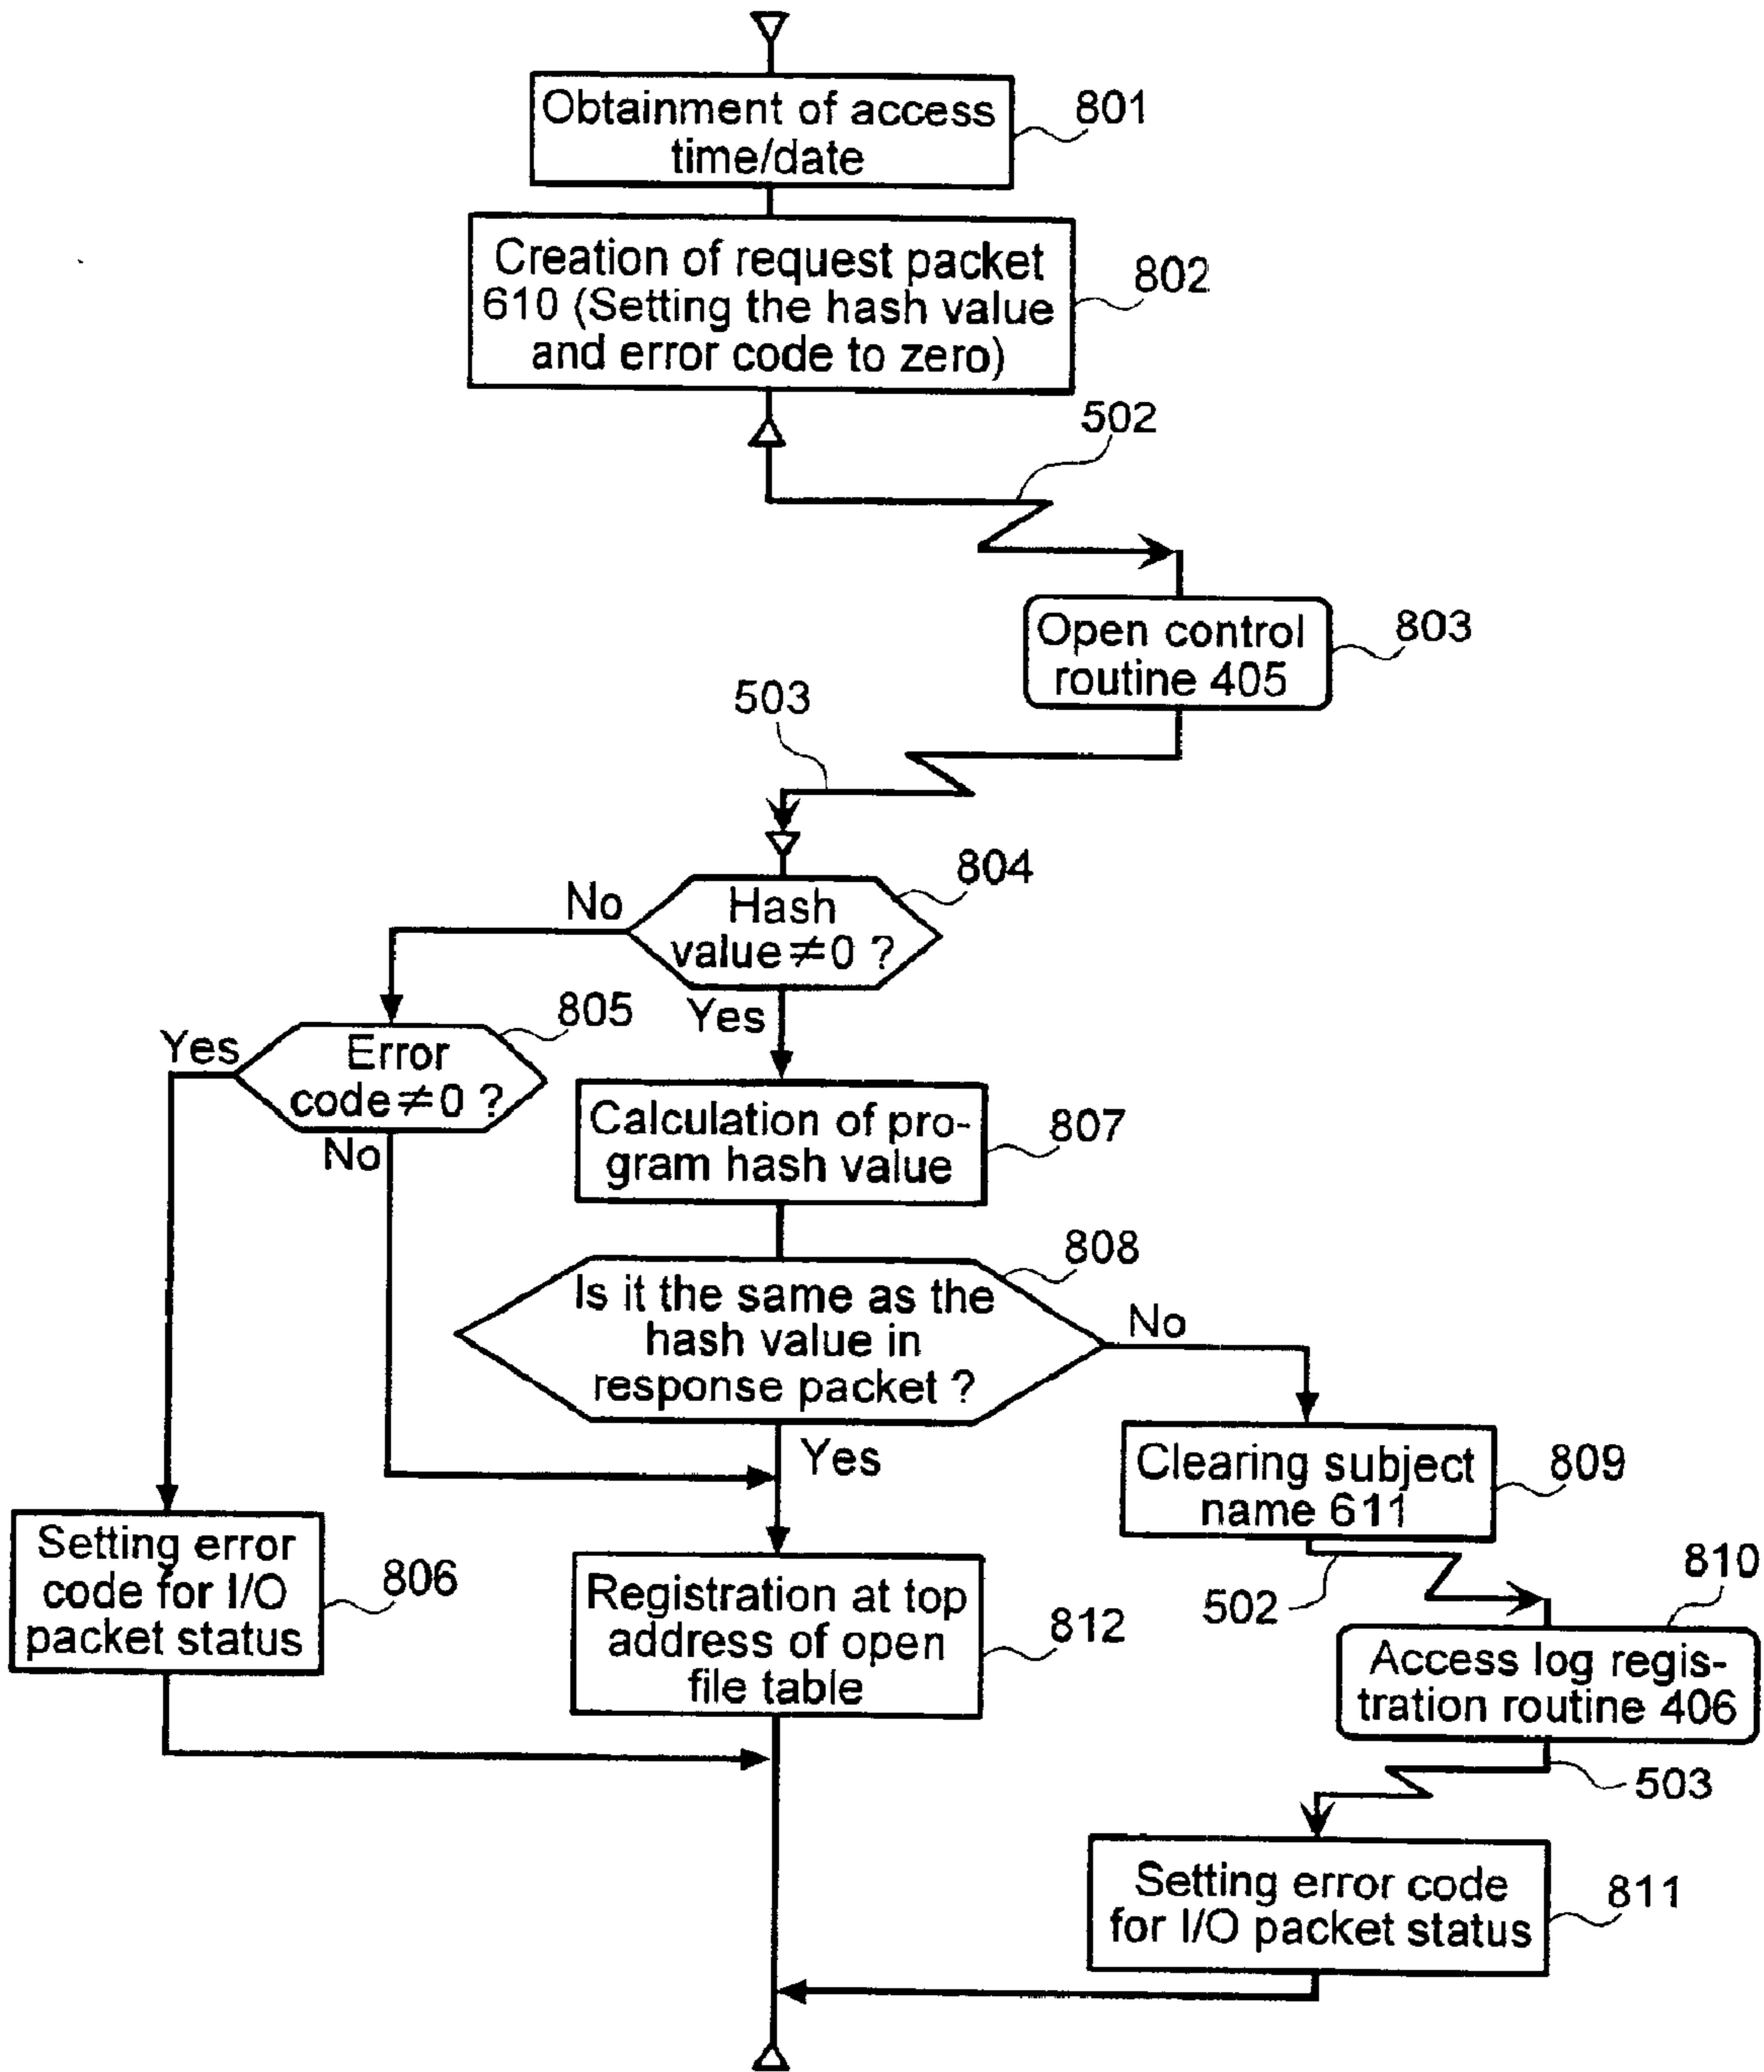 Obtainment of access
time/date
801
Creation of request packet
610 (Setting the hash value
and error code to zero)
802
502
Open control
routine 405
803
503
804
Hash
value≠0 ?
No
Yes
805
Error
code≠0 ?
Yes
No
Calculation of pro-
gram hash value
807
808
Is it the same as the
hash value in
response packet ?
No
Yes
Clearing subject
name 611
809
Setting error
code for I/O
packet status
806
Registration at top
address of open
file table
812
502
810
Access log regis-
tration routine 406
503
Setting error code
for I/O packet status
811